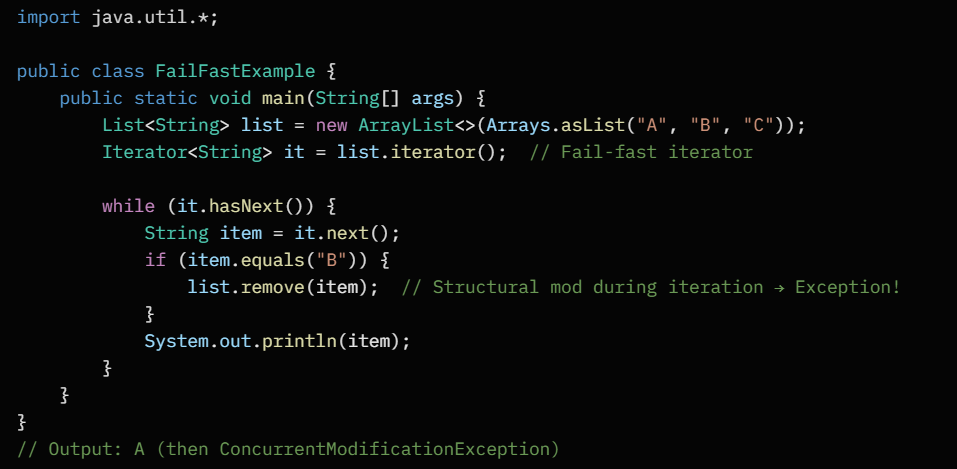 import java.util.*;
public class FailFastExample {
public static void main(String[] args) {
List<String> list = new ArrayList<>(Arrays.asList("A", "B", "C"));
Iterator<String> it = list.iterator();  // Fail-fast iterator
while (it.hasNext()) {
String item = it.next();
if (item.equals("B")) {
list.remove(item);  // Structural mod during iteration → Exception!
}
System.out.println(item);
}
}
}
// Output: A (then ConcurrentModificationException)